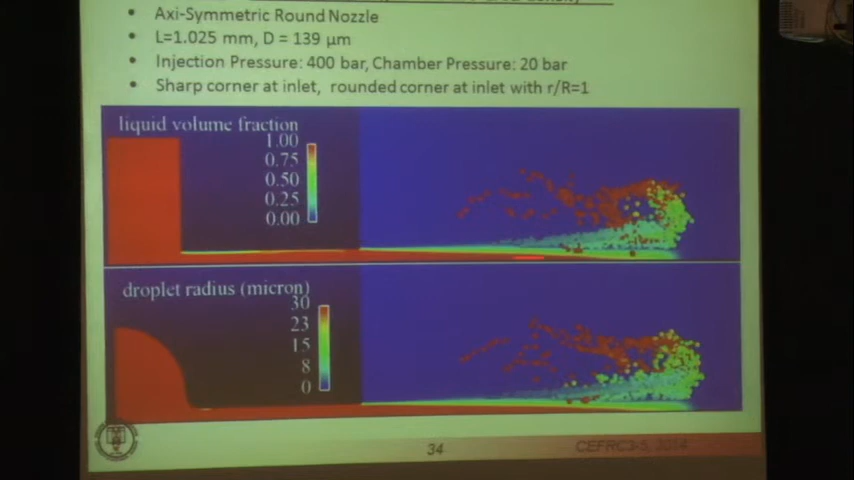 • Axi-Symmetric Round Nozzle
• L=1.025 mm, D = 139 µm
• Injection Pressure: 400 bar, Chamber Pressure: 20 bar
• Sharp corner at inlet, rounded corner at inlet with r/R=1
liquid volume fraction
1.00
0.75
0.50
0.25
0.00
droplet radius (micron)
30
23
15
8
0
34
CEFRC3-5, 2014